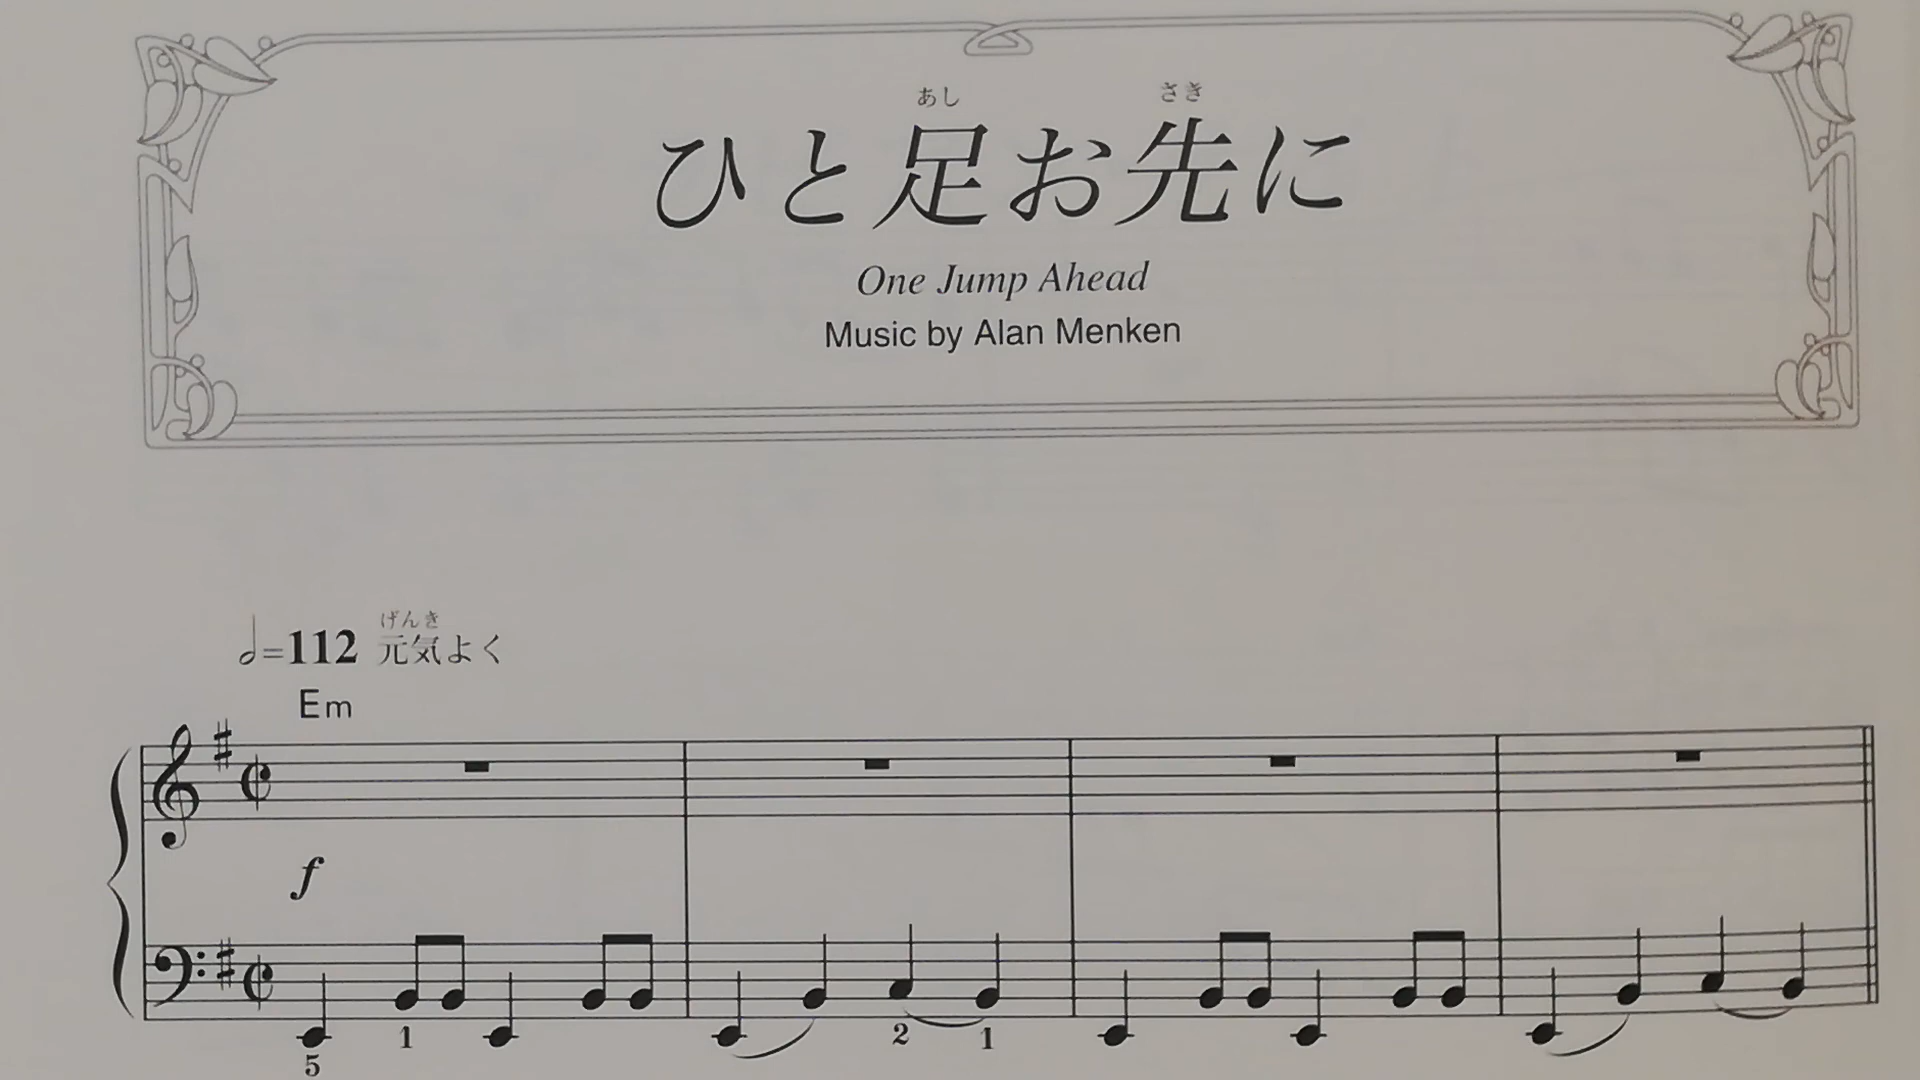 あし さき
ひと足お先に
One Jump Ahead
Music by Alan Menken
げんき
=112 元気よく
Em
f
5 1 2 1